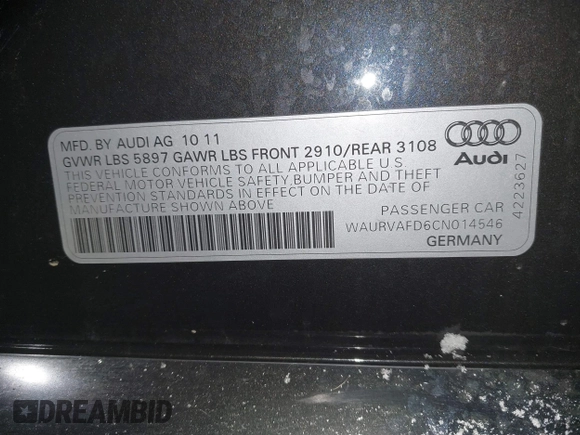 MFD. BY AUDI AG 10 11
GVWR LBS 5897 GAWR LBS FRONT 2910/REAR 3108
THIS VEHICLE CONFORMS TO ALL APPLICABLE U S
FEDERAL MOTOR VEHICLE SAFETY,BUMPER AND THEFT
PREVENTION STANDARDS IN EFFECT ON THE DATE OF
MANUFACTURE SHOWN ABOVE
PASSENGER CAR
WAURVAFD6CN014546
GERMANY
Audi
4223627
DREAMBID